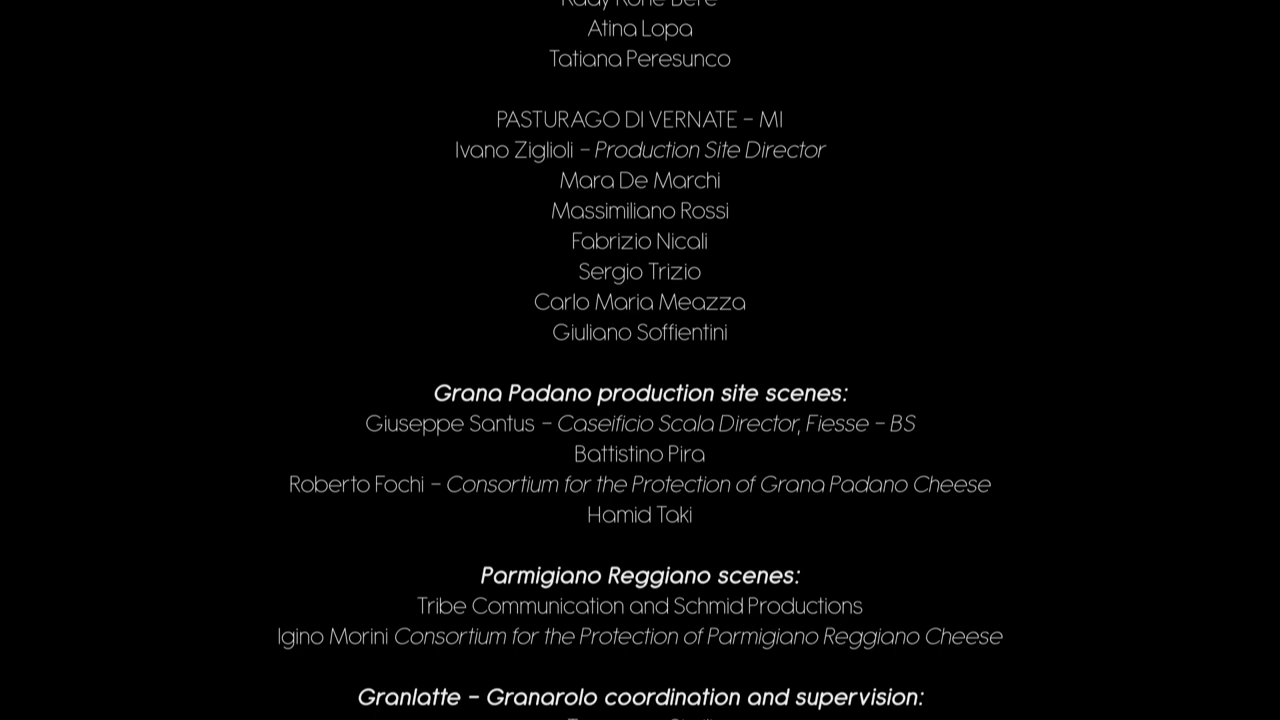 Atina Lopa
Tatiana Peresunco
PASTURAGO DI VERNATE – MI
Ivano Ziglioli – Production Site Director
Mara De Marchi
Massimiliano Rossi
Fabrizio Nicali
Sergio Trizio
Carlo Maria Meazza
Giuliano Soffientini
Grana Padano production site scenes:
Giuseppe Santus – Caseificio Scala Director, Fiesse – BS
Battistino Pira
Roberto Fochi – Consortium for the Protection of Grana Padano Cheese
Hamid Taki
Parmigiano Reggiano scenes:
Tribe Communication and Schmid Productions
Igino Morini Consortium for the Protection of Parmigiano Reggiano Cheese
Granlatte – Granarolo coordination and supervision: